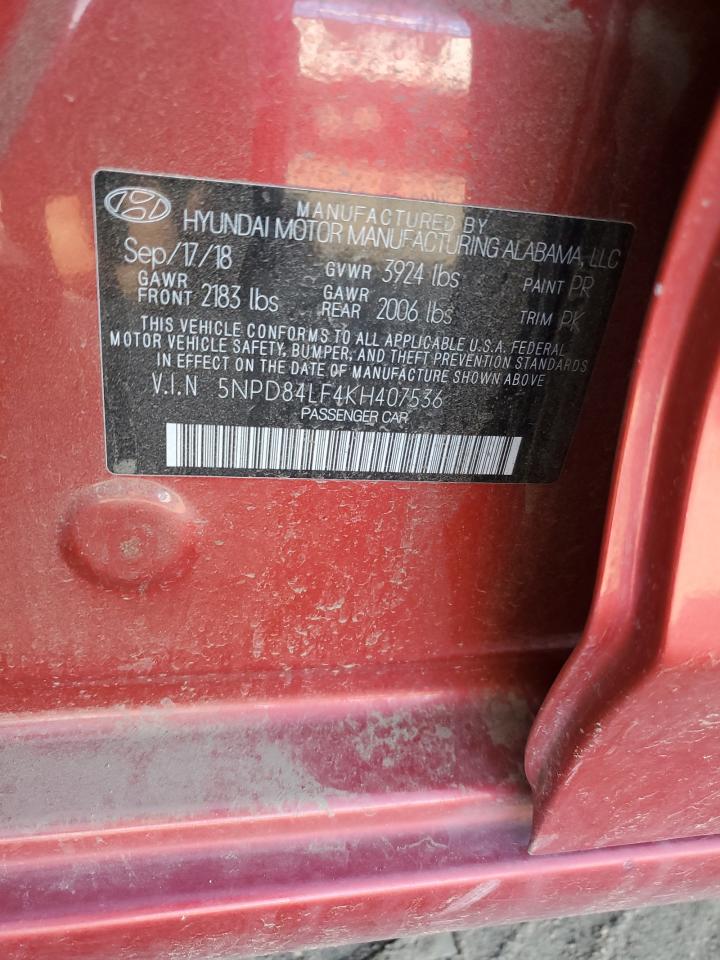 MANUFACTURED BY
HYUNDAI MOTOR MANUFACTURING ALABAMA, LLC
Sep/17/18 GVWR 3924 lbs PAINT PR
GAWR FRONT 2183 lbs GAWR REAR 2006 lbs TRIM PK
THIS VEHICLE CONFORMS TO ALL APPLICABLE U.S.A. FEDERAL
MOTOR VEHICLE SAFETY, BUMPER, AND THEFT PREVENTION STANDARDS
IN EFFECT ON THE DATE OF MANUFACTURE SHOWN ABOVE
V.I.N 5NPD84LF4KH407536
PASSENGER CAR